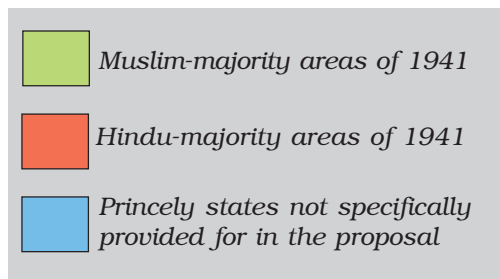 Muslim-majority areas of 1941
Hindu-majority areas of 1941
Princely states not specifically
provided for in the proposal